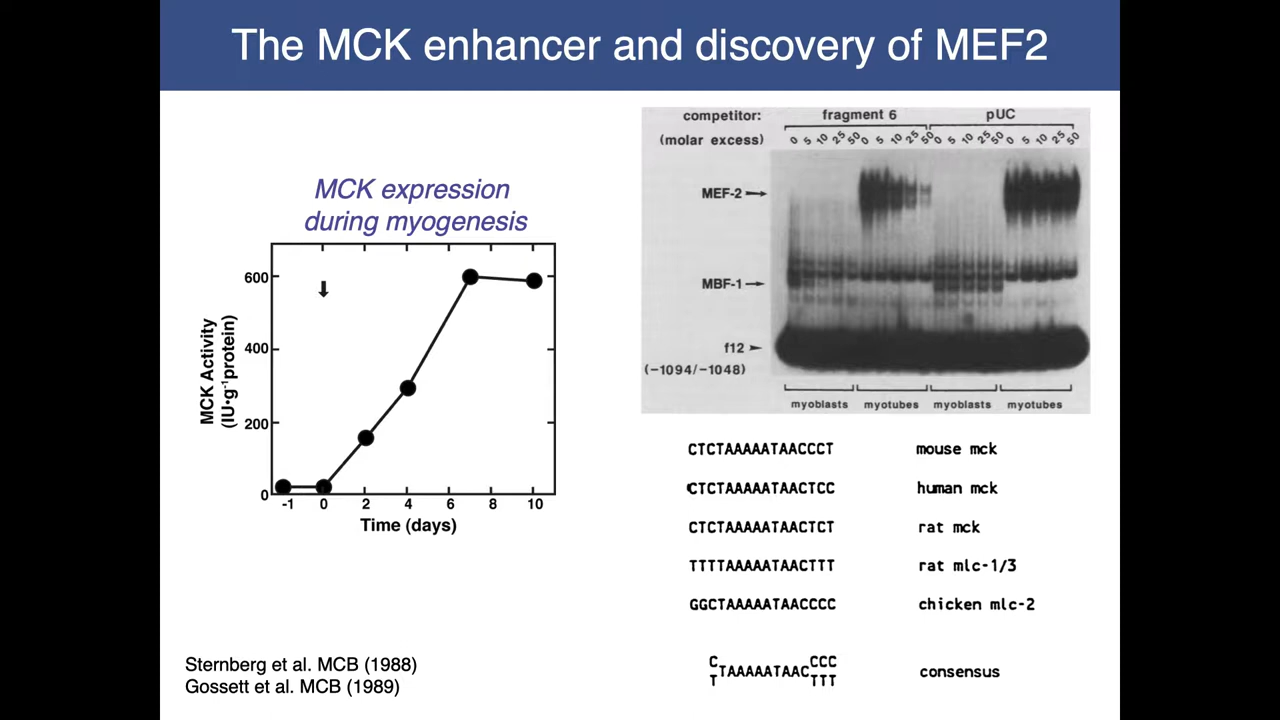 The MCK enhancer and discovery of MEF2
MCK expression
during myogenesis
600
400
200
0
MCK Activity
(IU·g⁻¹protein)
-1 0 2 4 6 8 10
Time (days)
competitor: fragment 6 pUC
(molar excess) 0 5 10 25 50 0 5 10 25 50 0 5 10 25 50 0 5 10 25 50
MEF-2
MBF-1
f12
(-1094/-1048)
myoblasts myotubes myoblasts myotubes
CTCTAAAAATAACCCT mouse mck
CTCTAAAAATAACTCC human mck
CTCTAAAAATAACTCT rat mck
TTTTAAAAATAACTTT rat mlc-1/3
GGCTAAAAATAACCCC chicken mlc-2
C CCC
TAAAAATAAC consensus
T TTT
Sternberg et al. MCB (1988)
Gossett et al. MCB (1989)